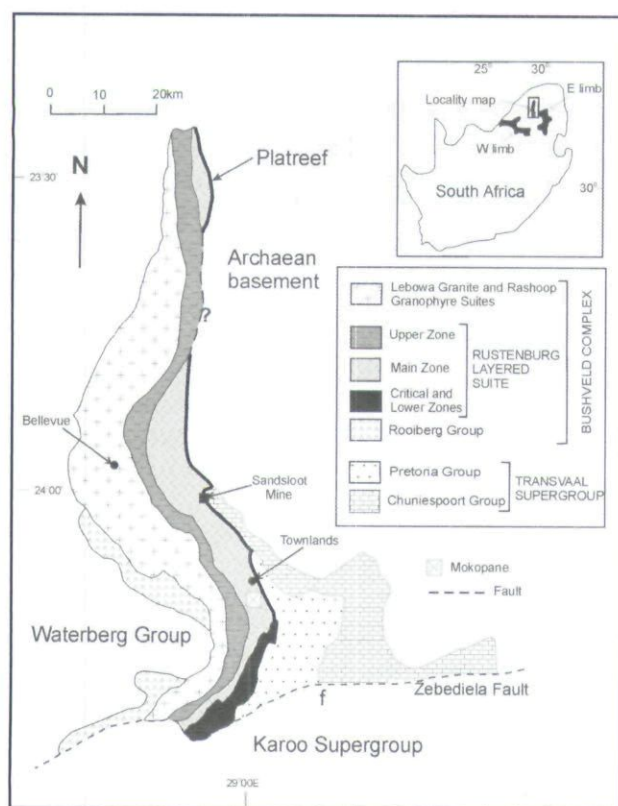 0 10 20km
N
23°30'
Platreef
Archaean
basement
?
Bellevue
24°00'
Sandsloot
Mine
Townlands
Waterberg Group
Mokopane
Fault
Zebediela Fault
f
Karoo Supergroup
29°00E
25° 30°
E limb
Locality map
W limb
30°
South Africa
Lebowa Granite and Rashoop
Granophyre Suites
Upper Zone
Main Zone
Critical and
Lower Zones
RUSTENBURG
LAYERED
SUITE
Rooiberg Group
BUSHVELD COMPLEX
Pretoria Group
Chuniespoort Group
TRANSVAAL
SUPERGROUP